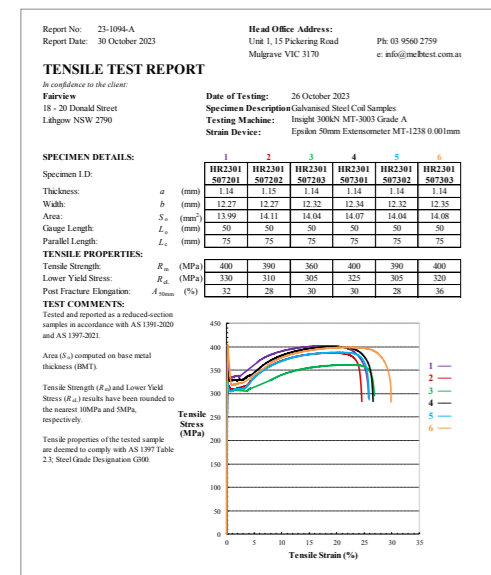 Report No: 23-1094-A
Report Date: 30 October 2023
Head Office Address:
Unit 1, 15 Pickering Road
Mulgrave VIC 3170
Ph: 03 9560 2759
e: info@melbtest.com.au
TENSILE TEST REPORT
In confidence to the client:
Fairview
18 - 20 Donald Street
Lithgow NSW 2790
Date of Testing: 26 October 2023
Specimen Description Galvanised Steel Coil Samples
Testing Machine: Insight 300kN MT-3003 Grade A
Strain Device: Epsilon 50mm Extensometer MT-1238 0.001mm
SPECIMEN DETAILS: 1 2 3 4 5 6
Specimen I.D: HR2301 507201 HR2301 507202 HR2301 507203 HR2301 507301 HR2301 507302 HR2301 507303
Thickness: a (mm) 1.14 1.15 1.14 1.14 1.14 1.14
Width: b (mm) 12.27 12.27 12.32 12.34 12.32 12.35
Area: So (mm²) 13.99 14.11 14.04 14.07 14.04 14.08
Gauge Length: Lo (mm) 50 50 50 50 50 50
Parallel Length: Lc (mm) 75 75 75 75 75 75
TENSILE PROPERTIES:
Tensile Strength: Rm (MPa) 400 390 360 400 390 400
Lower Yield Stress: ReL (MPa) 330 310 305 325 305 320
Post Fracture Elongation: A50mm (%) 32 28 30 30 28 36
TEST COMMENTS:
Tested and reported as a reduced-section
samples in accordance with AS 1391-2020
and AS 1397-2021.
Area (So) computed on base metal
thickness (BMT).
Tensile Strength (Rm) and Lower Yield
Stress (ReL) results have been rounded to
the nearest 10MPa and 5MPa,
respectively.
Tensile properties of the tested sample
are deemed to comply with AS 1397 Table
2.3; Steel Grade Designation G300.
Tensile
Stress
(MPa)
450
400
350
300
250
200
150
100
50
0
0 5 10 15 20 25 30 35
Tensile Strain (%)
1
2
3
4
5
6